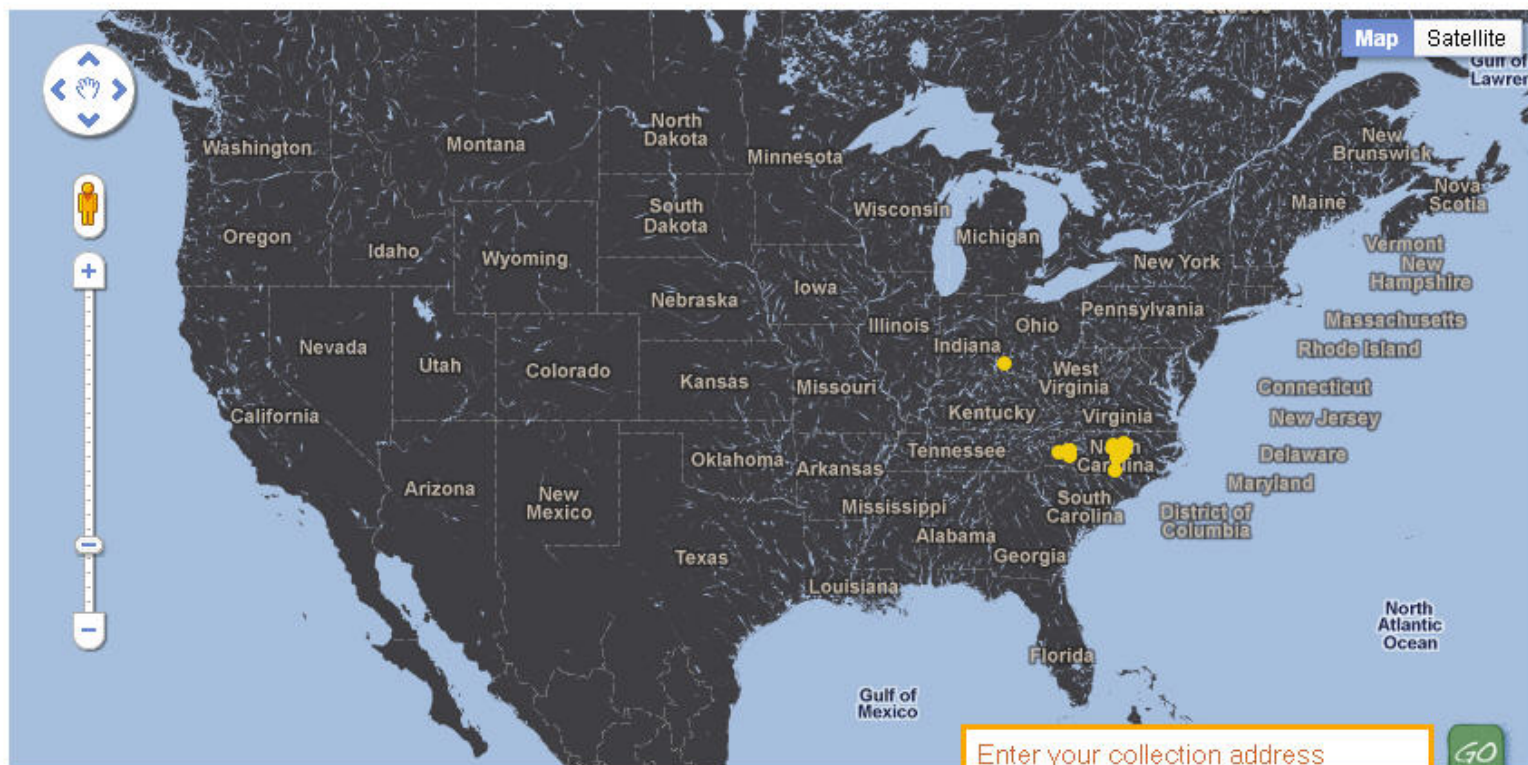 Map
Satellite
Gulf of
Lawren
Washington
Montana
North
Dakota
Minnesota
New
Brunswick
Wisconsin
Michigan
Maine
Nova
Scotia
Oregon
Idaho
Wyoming
South
Dakota
New York
Vermont
New
Hampshire
Nebraska
Iowa
Illinois
Indiana
Ohio
Pennsylvania
Massachusetts
Rhode Island
Nevada
Utah
Colorado
Kansas
Missouri
West
Virginia
Connecticut
California
Kentucky
Virginia
New Jersey
Oklahoma
Arkansas
Tennessee
North
Carolina
Delaware
Maryland
Arizona
New
Mexico
Mississippi
South
Carolina
District of
Columbia
Texas
Alabama
Georgia
Louisiana
North
Atlantic
Ocean
Florida
Gulf of
Mexico
Enter your collection address
GO